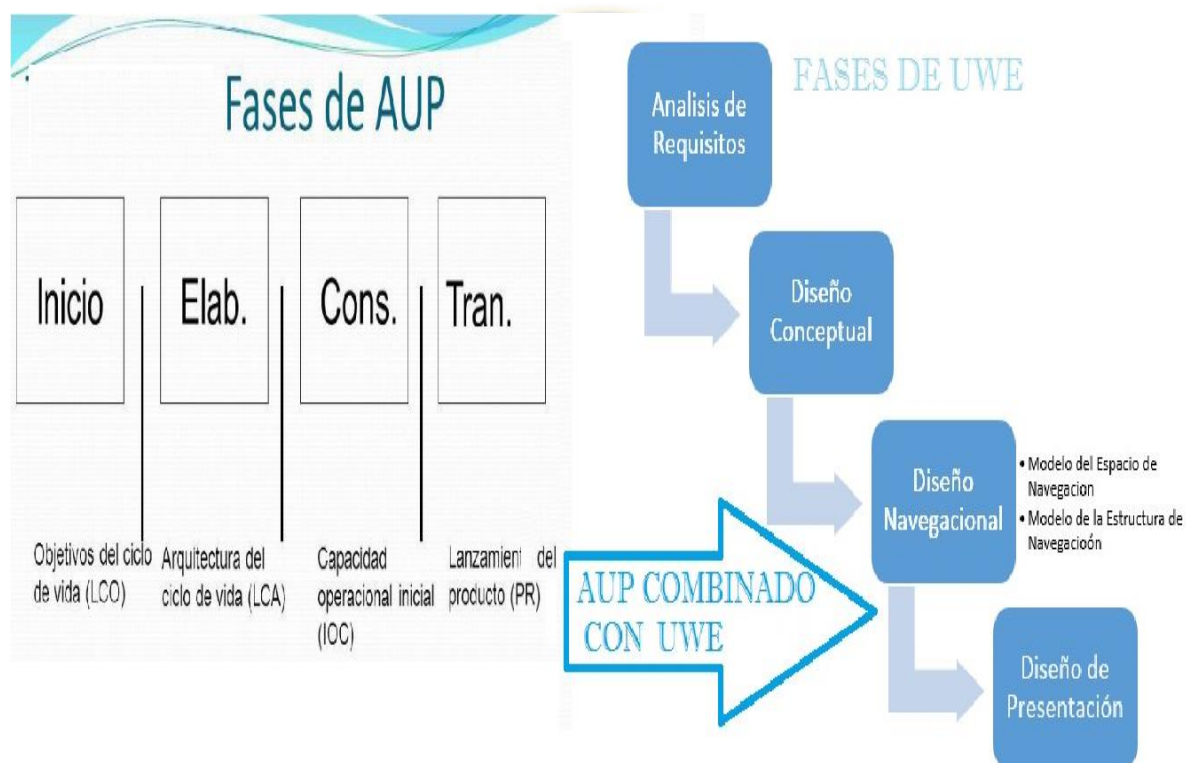 Fases de AUP
Inicio
Elab.
Cons.
Tran.
Objetivos del ciclo
de vida (LCO)
Arquitectura del
ciclo de vida (LCA)
Capacidad
operacional inicial
(IOC)
Lanzamient del
producto (PR)
FASES DE UWE
Analisis de
Requisitos
Diseño
Conceptual
Diseño
Navegacional
• Modelo del Espacio de
Navegacion
• Modelo de la Estructura de
Navegacioón
AUP COMBINADO
CON UWE
Diseño de
Presentación